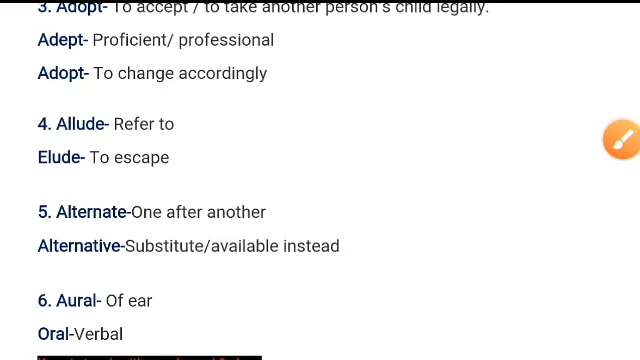 3. Adopt- To accept / to take another person's child legally.
Adept- Proficient/ professional
Adopt- To change accordingly
4. Allude- Refer to
Elude- To escape
5. Alternate-One after another
Alternative-Substitute/available instead
6. Aural- Of ear
Oral-Verbal